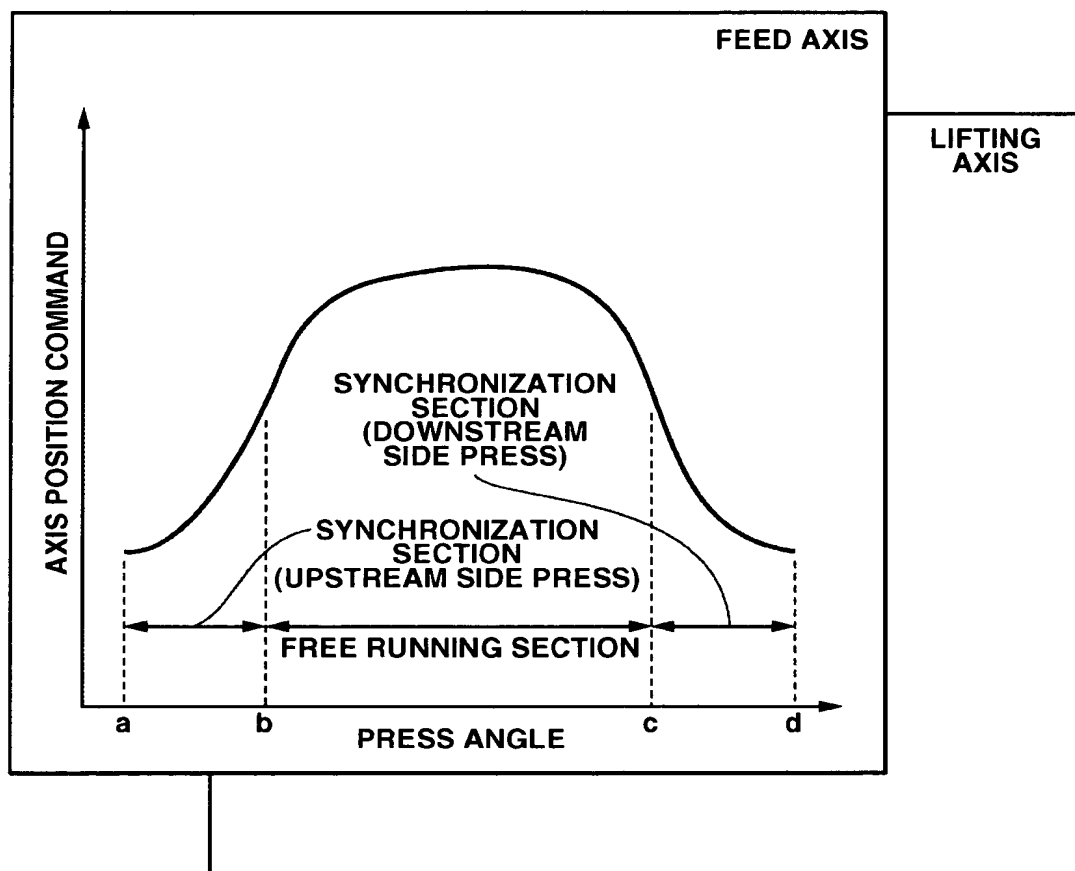 FEED AXIS
LIFTING
AXIS
AXIS POSITION COMMAND
SYNCHRONIZATION
SECTION
(DOWNSTREAM
SIDE PRESS)
SYNCHRONIZATION
SECTION
(UPSTREAM SIDE PRESS)
FREE RUNNING SECTION
a b c d
PRESS ANGLE